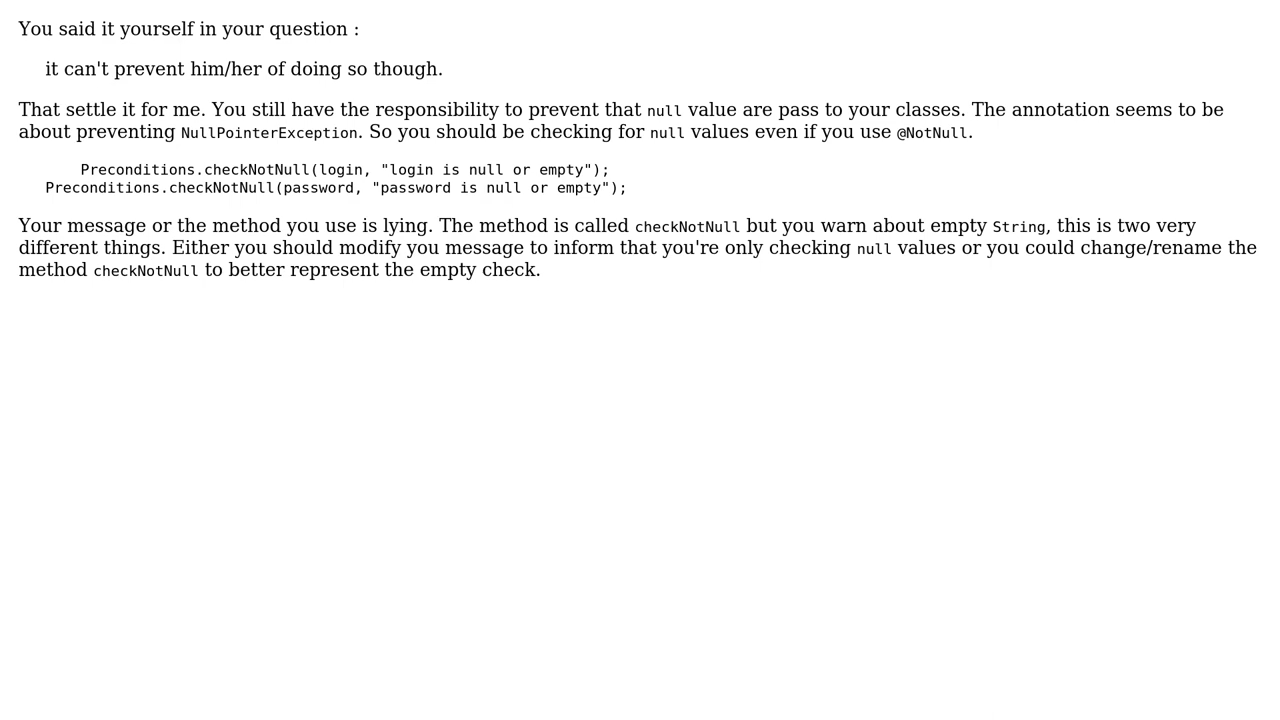 You said it yourself in your question :
it can't prevent him/her of doing so though.
That settle it for me. You still have the responsibility to prevent that null value are pass to your classes. The annotation seems to be
about preventing NullPointerException. So you should be checking for null values even if you use @NotNull.
Preconditions.checkNotNull(login, "login is null or empty");
Preconditions.checkNotNull(password, "password is null or empty");
Your message or the method you use is lying. The method is called checkNotNull but you warn about empty String, this is two very
different things. Either you should modify you message to inform that you're only checking null values or you could change/rename the
method checkNotNull to better represent the empty check.